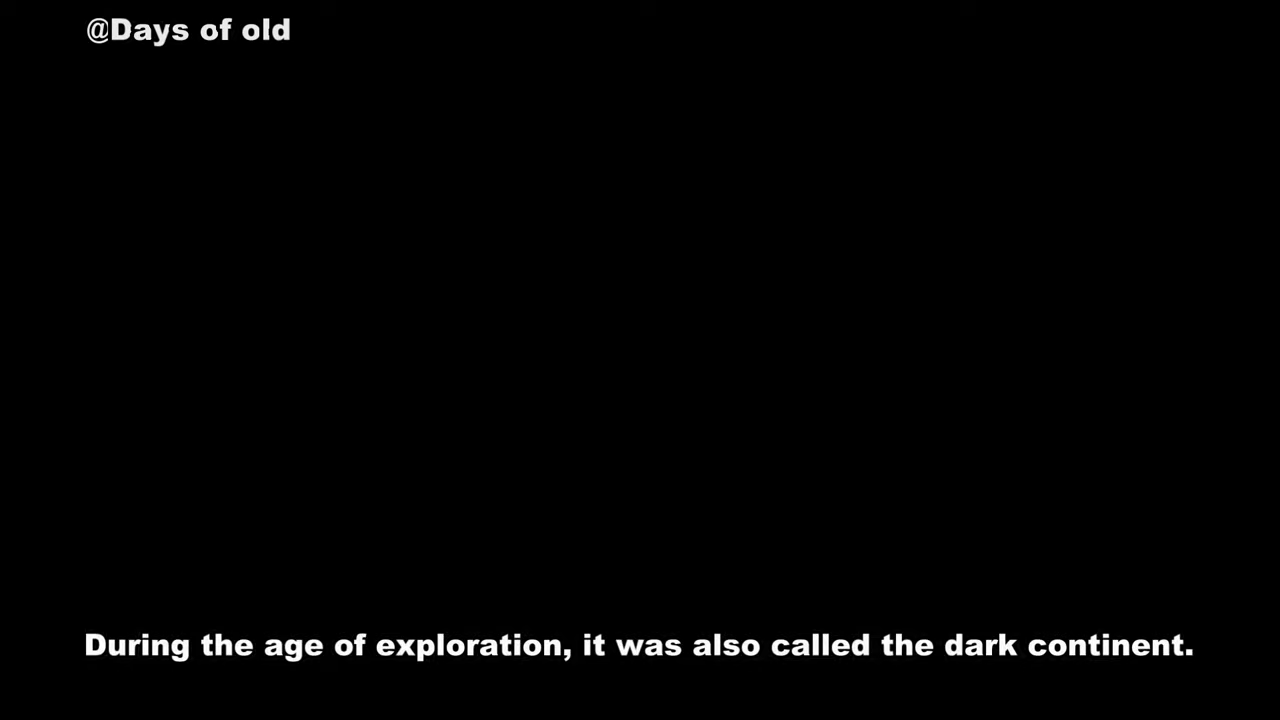 @Days of old
During the age of exploration, it was also called the dark continent.